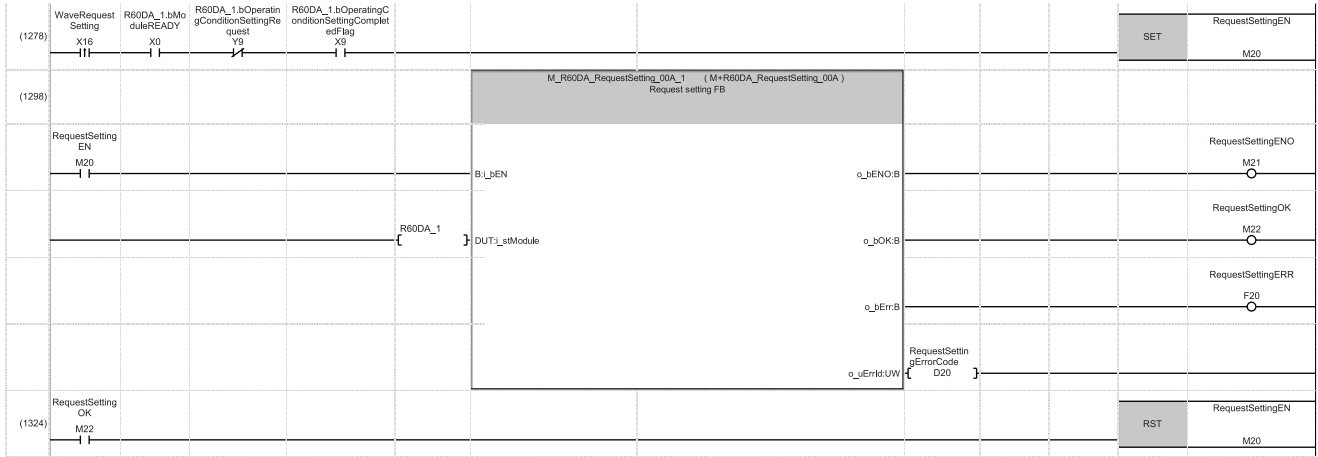 WaveRequest
Setting
X16
R60DA_1.bMo
duleREADY
X0
R60DA_1.bOperatin
gConditionSettingRe
quest
Y9
R60DA_1.bOperatingC
onditionSettingComplet
edFlag
X9
(1278)
SET
RequestSettingEN
M20
(1298)
M_R60DA_RequestSetting_00A_1 ( M+R60DA_RequestSetting_00A )
Request setting FB
RequestSetting
EN
M20
B:i_bEN
o_bENO:B
RequestSettingENO
M21
R60DA_1
DUT:i_stModule
o_bOK:B
RequestSettingOK
M22
o_bErr:B
RequestSettingERR
F20
o_uErrId:UW
RequestSettin
gErrorCode
D20
(1324)
RequestSetting
OK
M22
RST
RequestSettingEN
M20